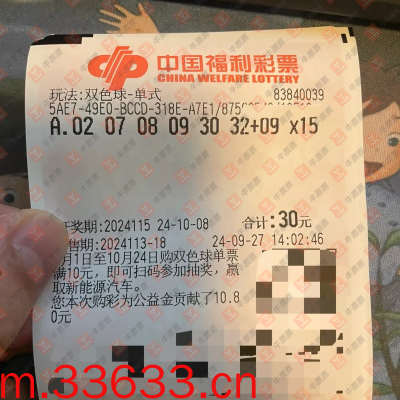 中国福利彩票
CHINA WELFARE LOTTERY
玩法:双色球-单式 83840039
5AE7-49E0-BCCD-318E-A7E1/
A.02 07 08 09 30 32+09 x15
奖期:2024115 24-10-08 合计:30元
售期:2024113-18 24-09-27 14:02:46
月1日至10月24日购双色球单票
满10元,即可扫码参加抽奖,赢
取新能源汽车。
您本次购彩为公益金贡献了10.8
0元
m.33633.cn